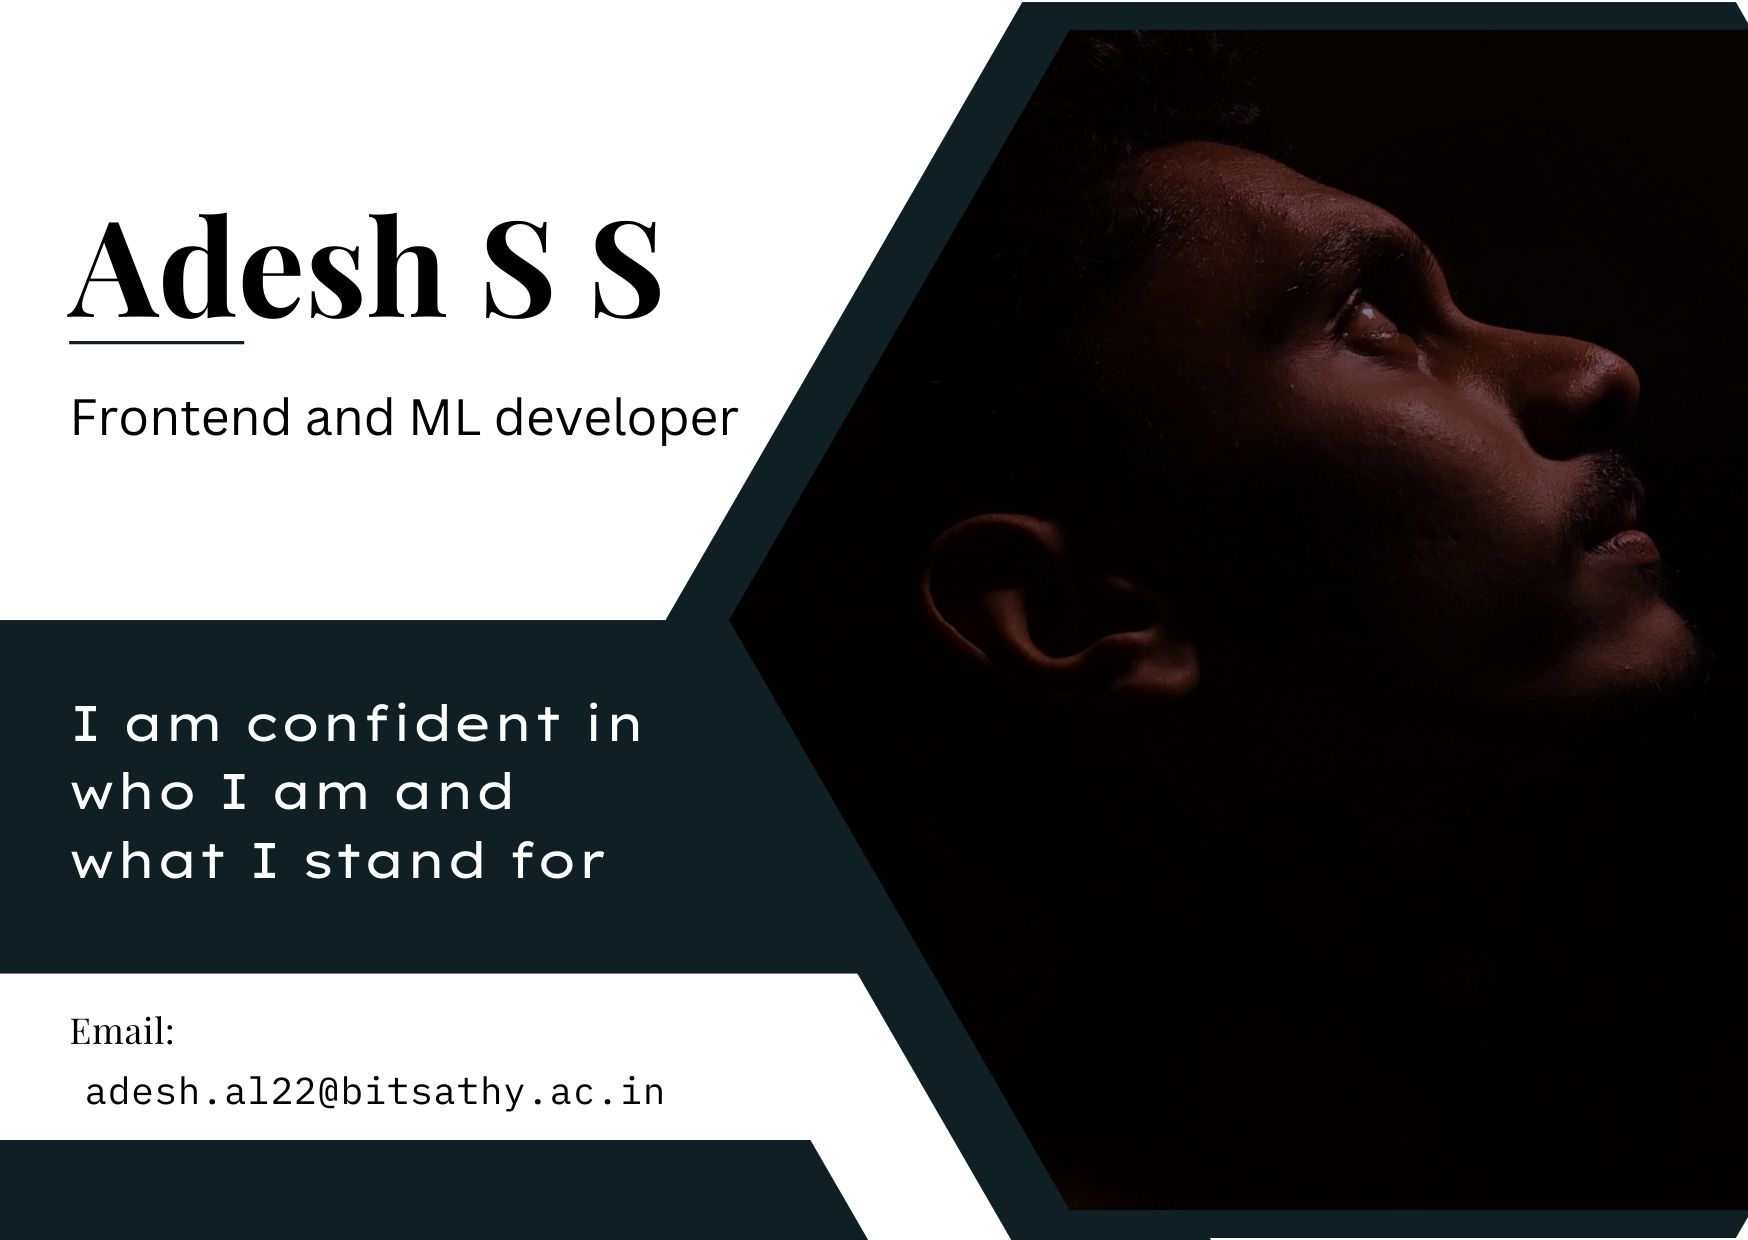 Adesh S S
Frontend and ML developer
I am confident in
who I am and
what I stand for
Email:
adesh.al22@bitsathy.ac.in